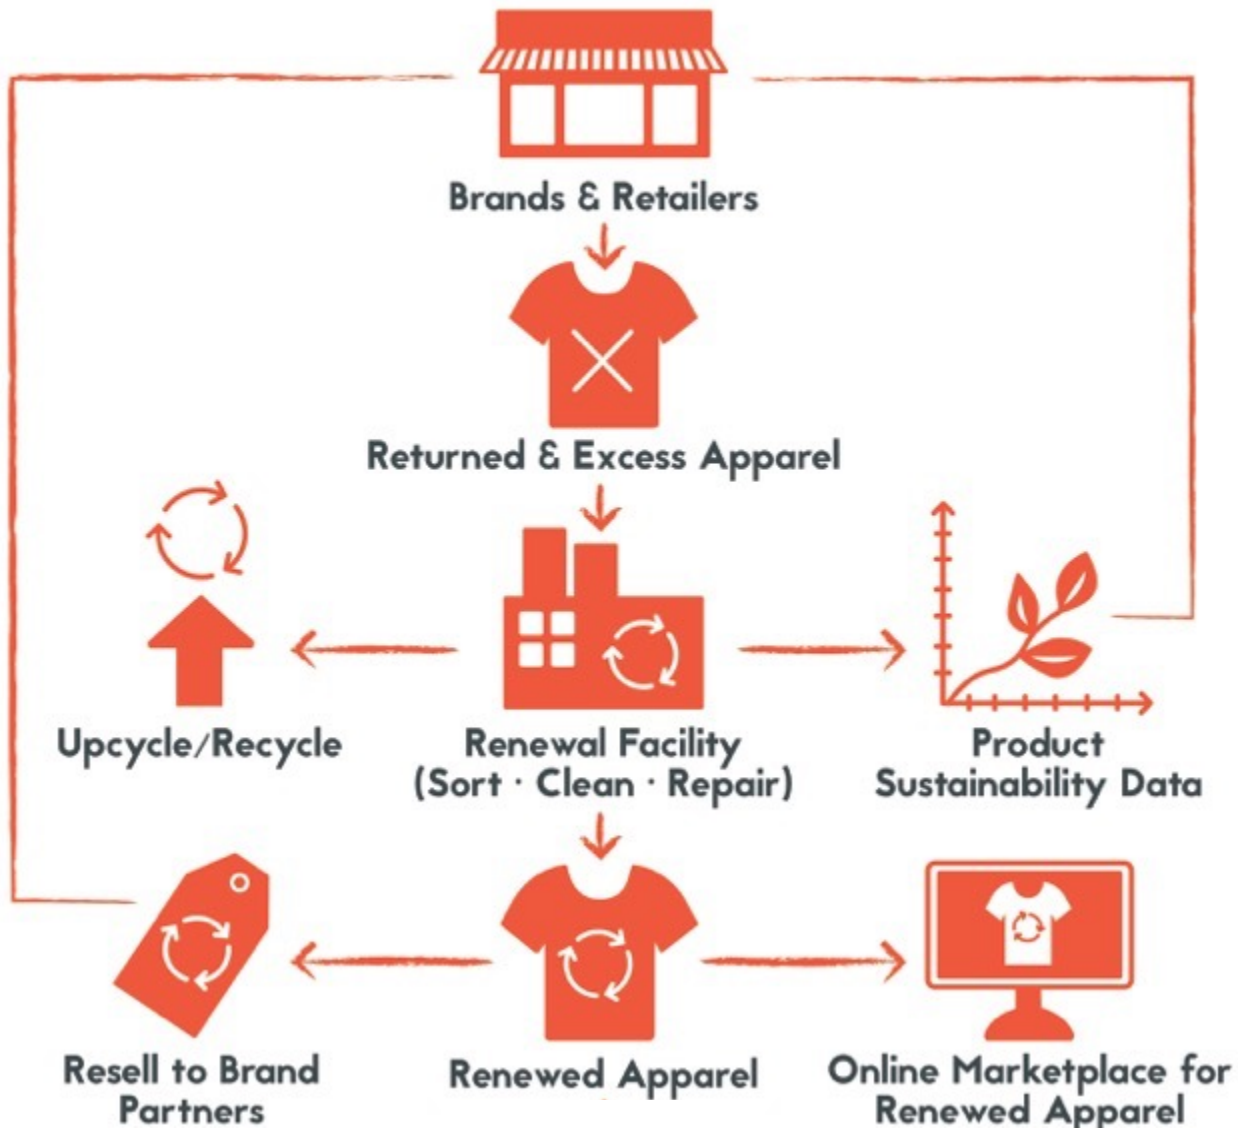 Brands & Retailers
Returned & Excess Apparel
Upcycle/Recycle
Renewal Facility
(Sort · Clean · Repair)
Product
Sustainability Data
Resell to Brand
Partners
Renewed Apparel
Online Marketplace for
Renewed Apparel